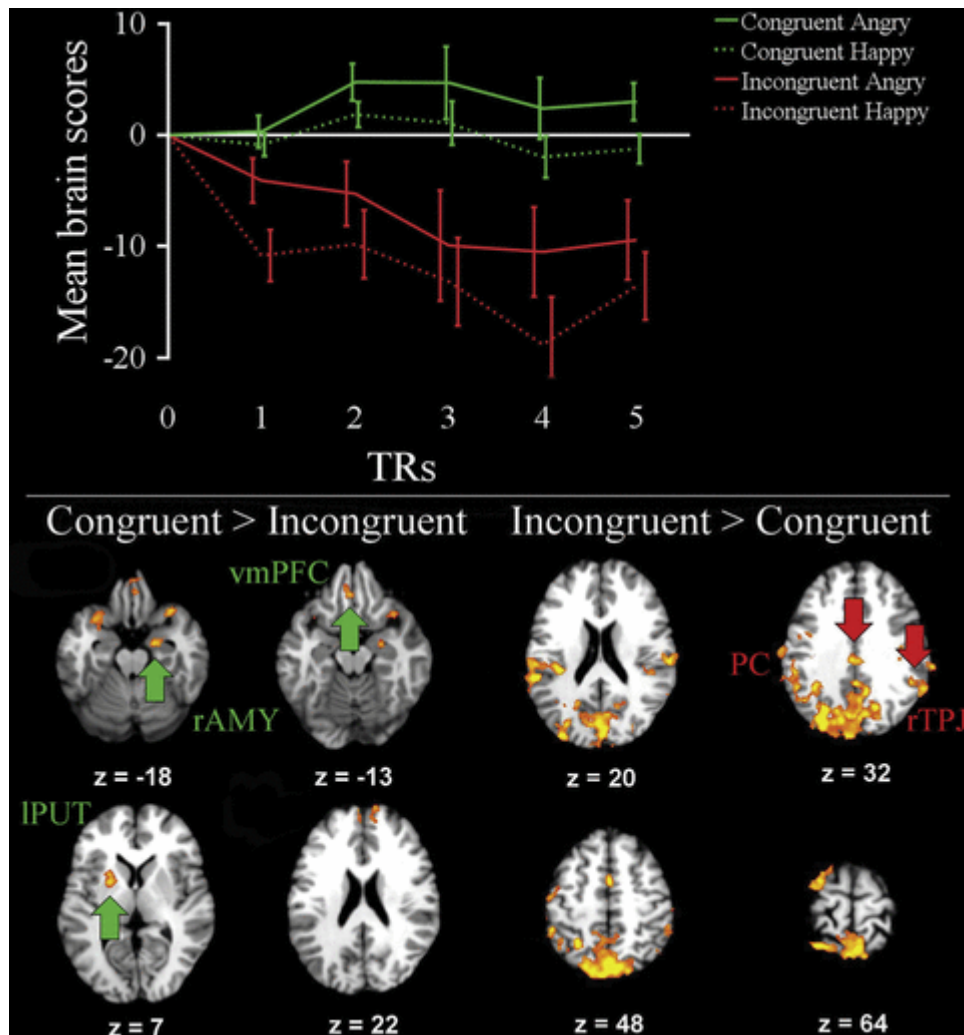 10
0
-10
-20
Mean brain scores
Congruent Angry
Congruent Happy
Incongruent Angry
Incongruent Happy
0 1 2 3 4 5
TRs
Congruent > Incongruent
Incongruent > Congruent
rAMY
vmPFC
PC
rTPJ
z = -18
z = -13
z = 20
z = 32
lPUT
z = 7
z = 22
z = 48
z = 64